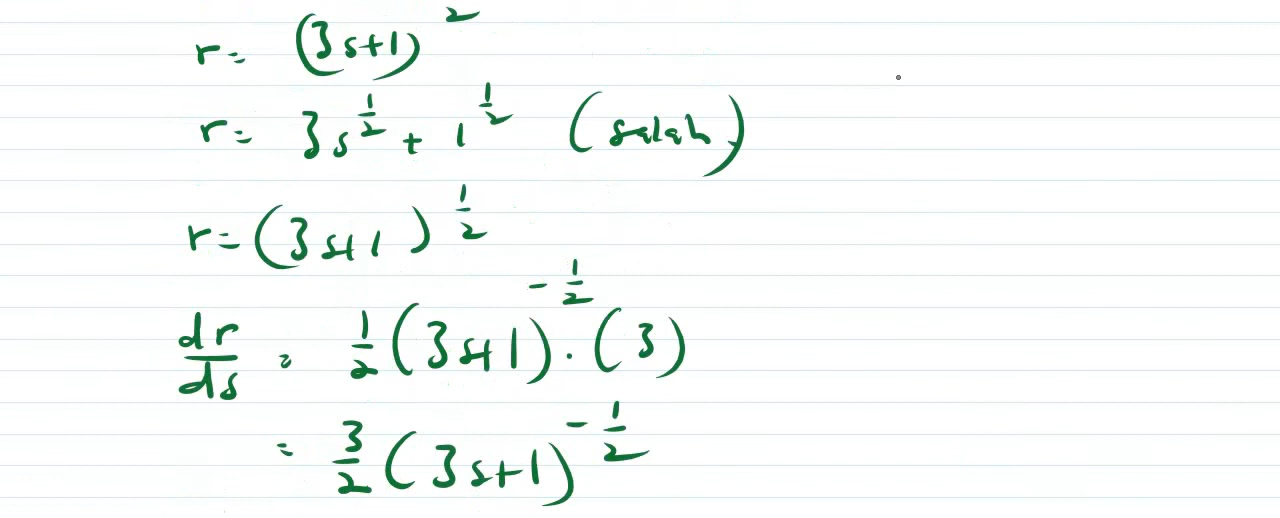 r = (3s+1)^2
r = 3s^{1/2} + 1^{1/2} (salah)
r = (3s+1)^{1/2}
dr/ds = 1/2 (3s+1)^{-1/2} · (3)
= 3/2 (3s+1)^{-1/2}